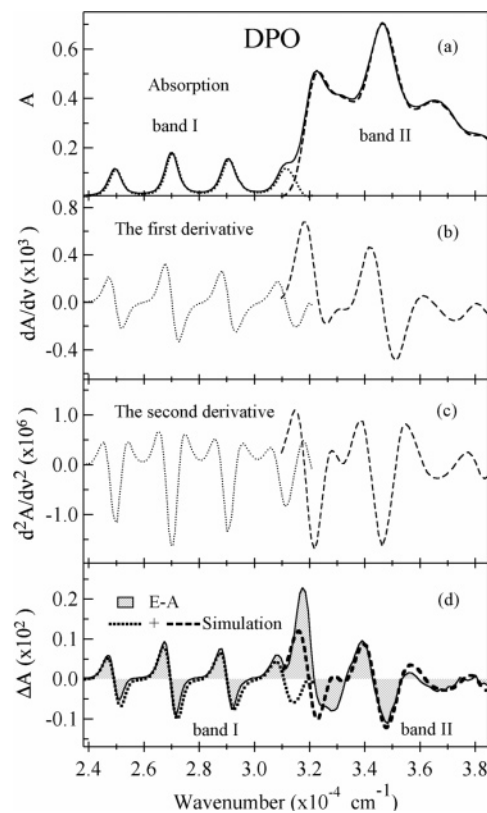 DPO
(a)
Absorption
band I
band II
A
0.6
0.4
0.2
(b)
The first derivative
dA/dν (x10³)
0.8
0.4
0.0
-0.4
(c)
The second derivative
d²A/dν² (x10⁶)
1.0
0.0
-1.0
(d)
E-A
+ Simulation
band I
band II
ΔA (x10²)
0.2
0.1
0.0
-0.1
2.4 2.6 2.8 3.0 3.2 3.4 3.6 3.8
Wavenumber (x10⁻⁴ cm⁻¹)